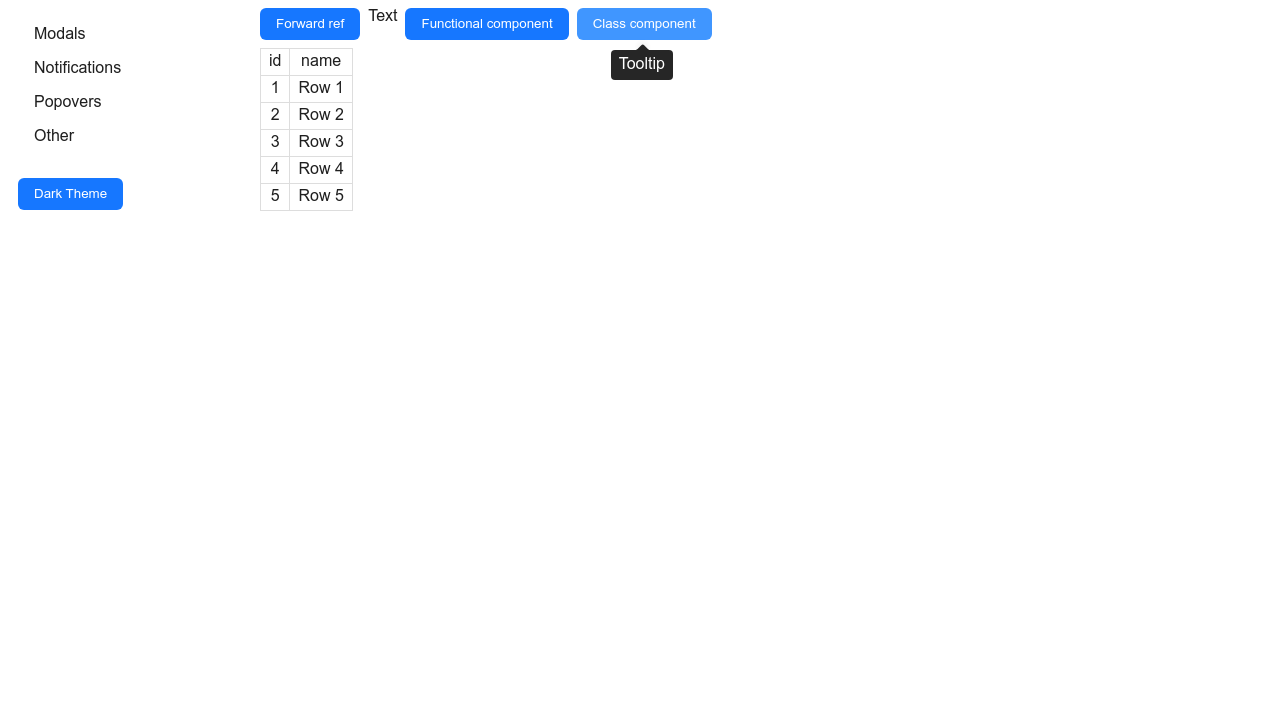 Modals
Notifications
Popovers
Other
Dark Theme
Forward ref Text Functional component Class component
Tooltip
id name
1 Row 1
2 Row 2
3 Row 3
4 Row 4
5 Row 5